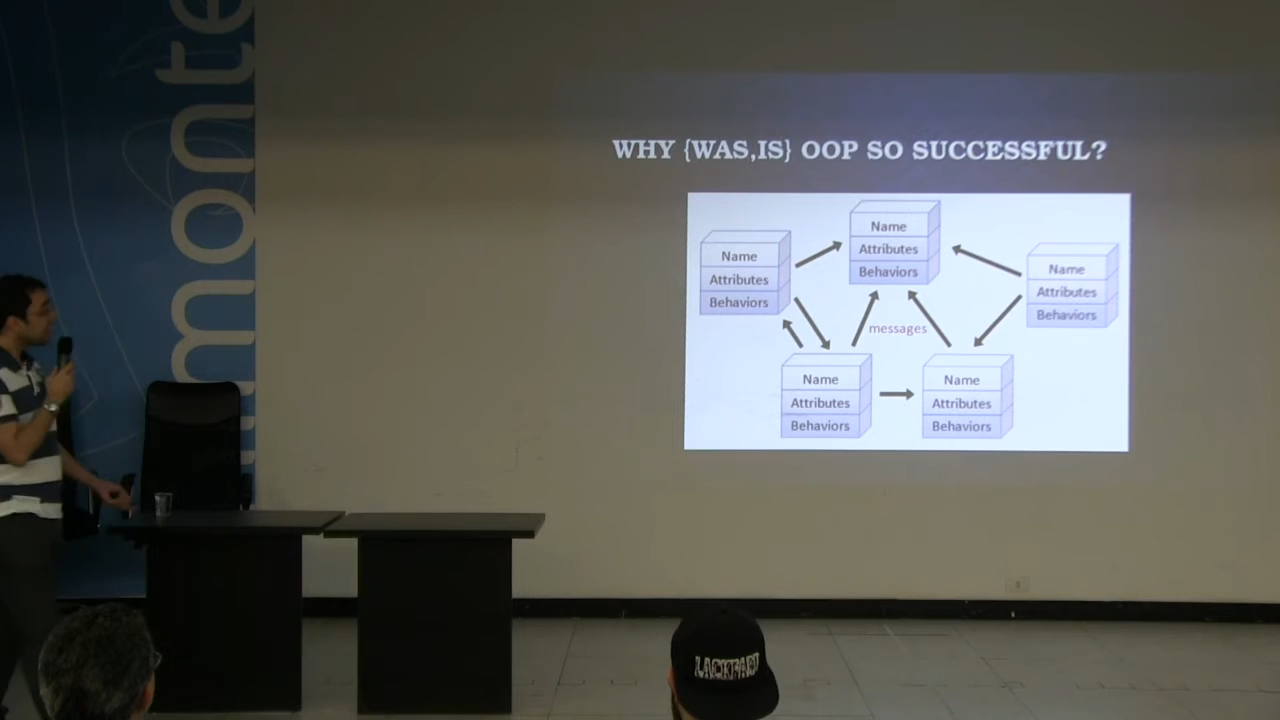 monte
WHY {WAS,IS} OOP SO SUCCESSFUL?
Name
Attributes
Behaviors
Name
Attributes
Behaviors
Name
Attributes
Behaviors
messages
Name
Attributes
Behaviors
Name
Attributes
Behaviors